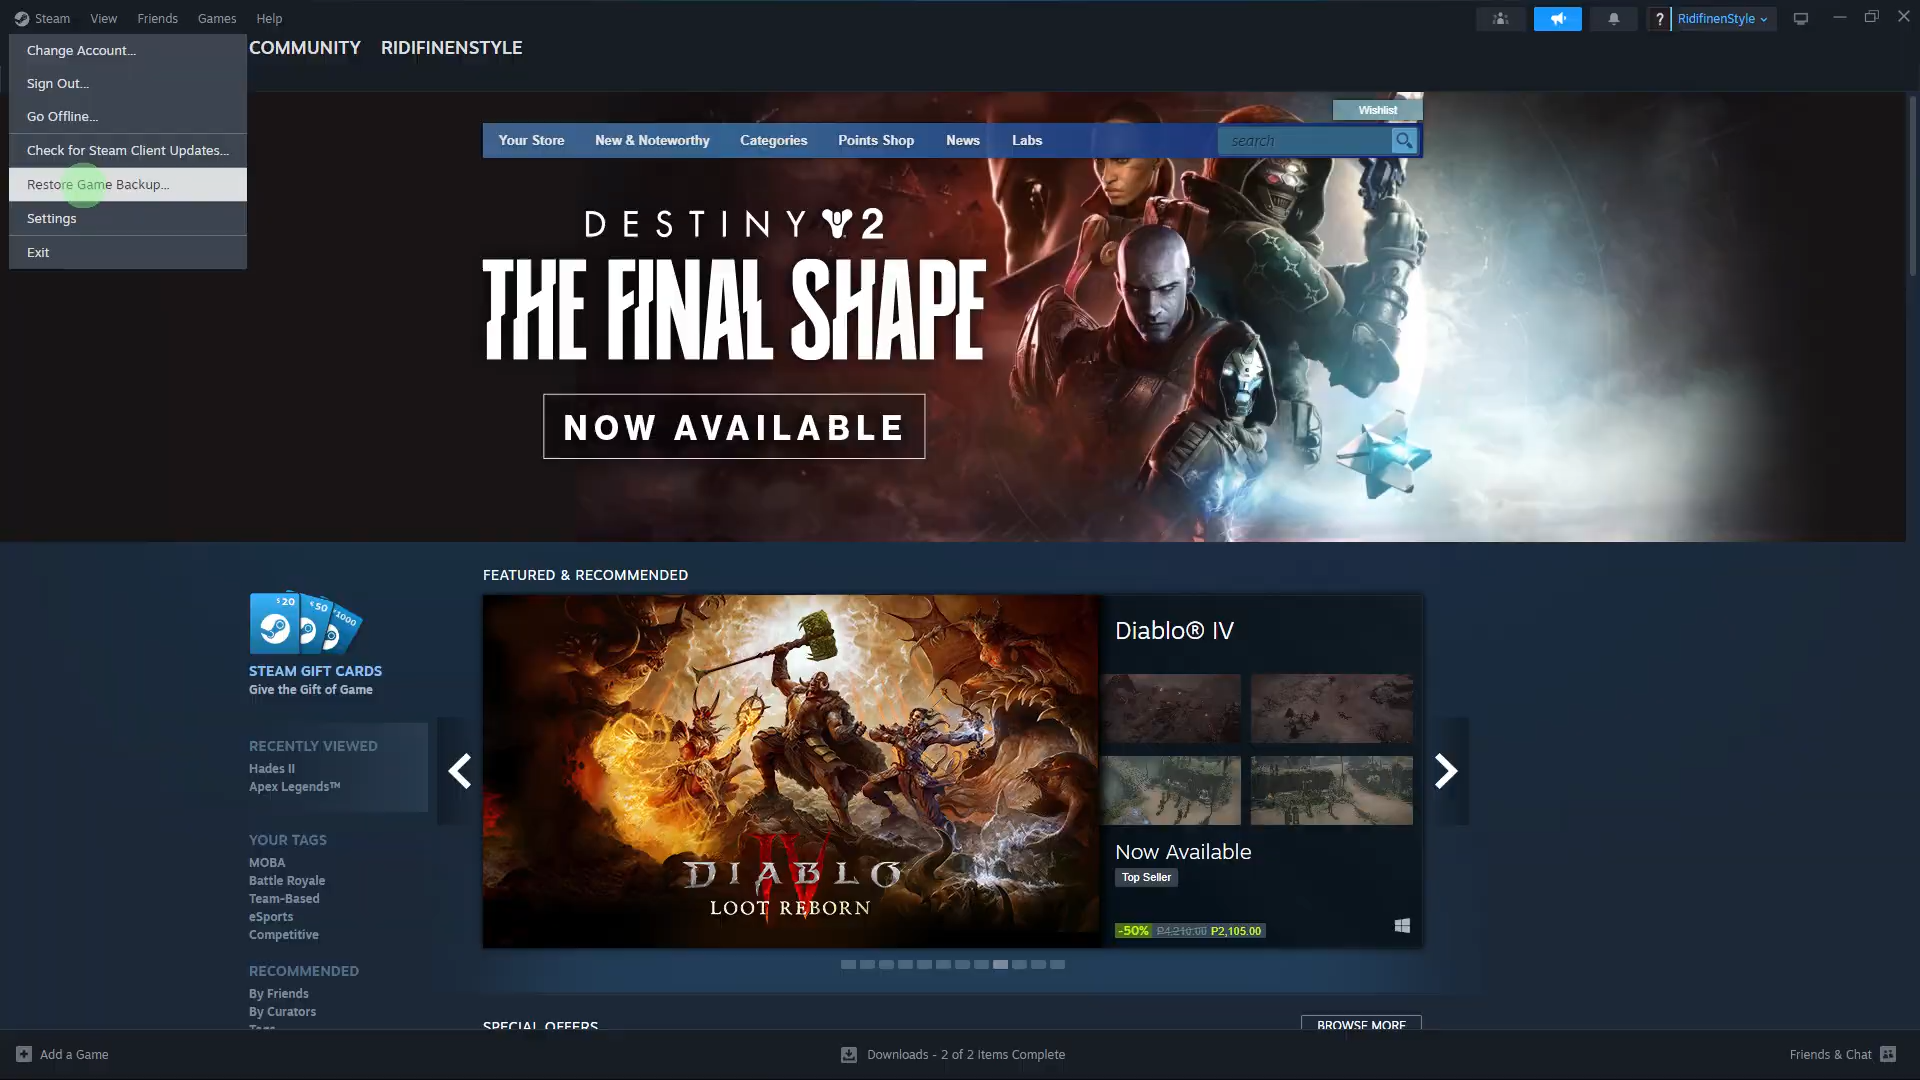 Steam View Friends Games Help
? RidifinenStyle
Change Account...
Sign Out...
Go Offline...
Check for Steam Client Updates...
Restore Game Backup...
Settings
Exit
COMMUNITY RIDIFINENSTYLE
Wishlist
Your Store New & Noteworthy Categories Points Shop News Labs search
DESTINY 2
THE FINAL SHAPE
NOW AVAILABLE
$20 €50 1000
STEAM GIFT CARDS
Give the Gift of Game
RECENTLY VIEWED
Hades II
Apex Legends™
YOUR TAGS
MOBA
Battle Royale
Team-Based
eSports
Competitive
RECOMMENDED
By Friends
By Curators
Tags
FEATURED & RECOMMENDED
DIABLO
IV
LOOT REBORN
Diablo® IV
Now Available
Top Seller
-50% ₱4,210.00 ₱2,105.00
SPECIAL OFFERS
BROWSE MORE
Add a Game
Downloads - 2 of 2 Items Complete
Friends & Chat